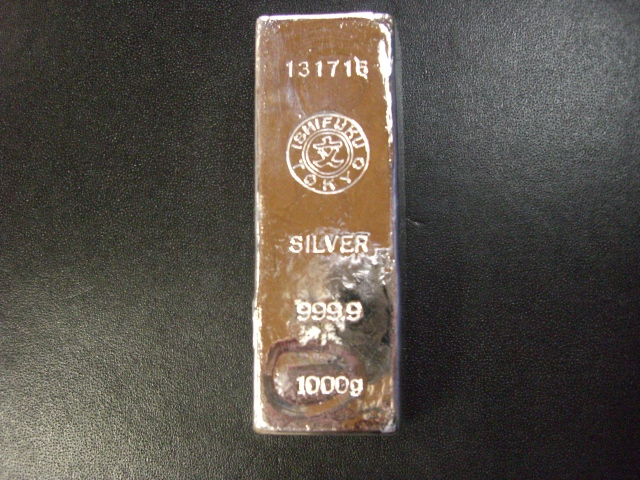 131716
ISHIFUKU
TOKYO
SILVER
999.9
1000g